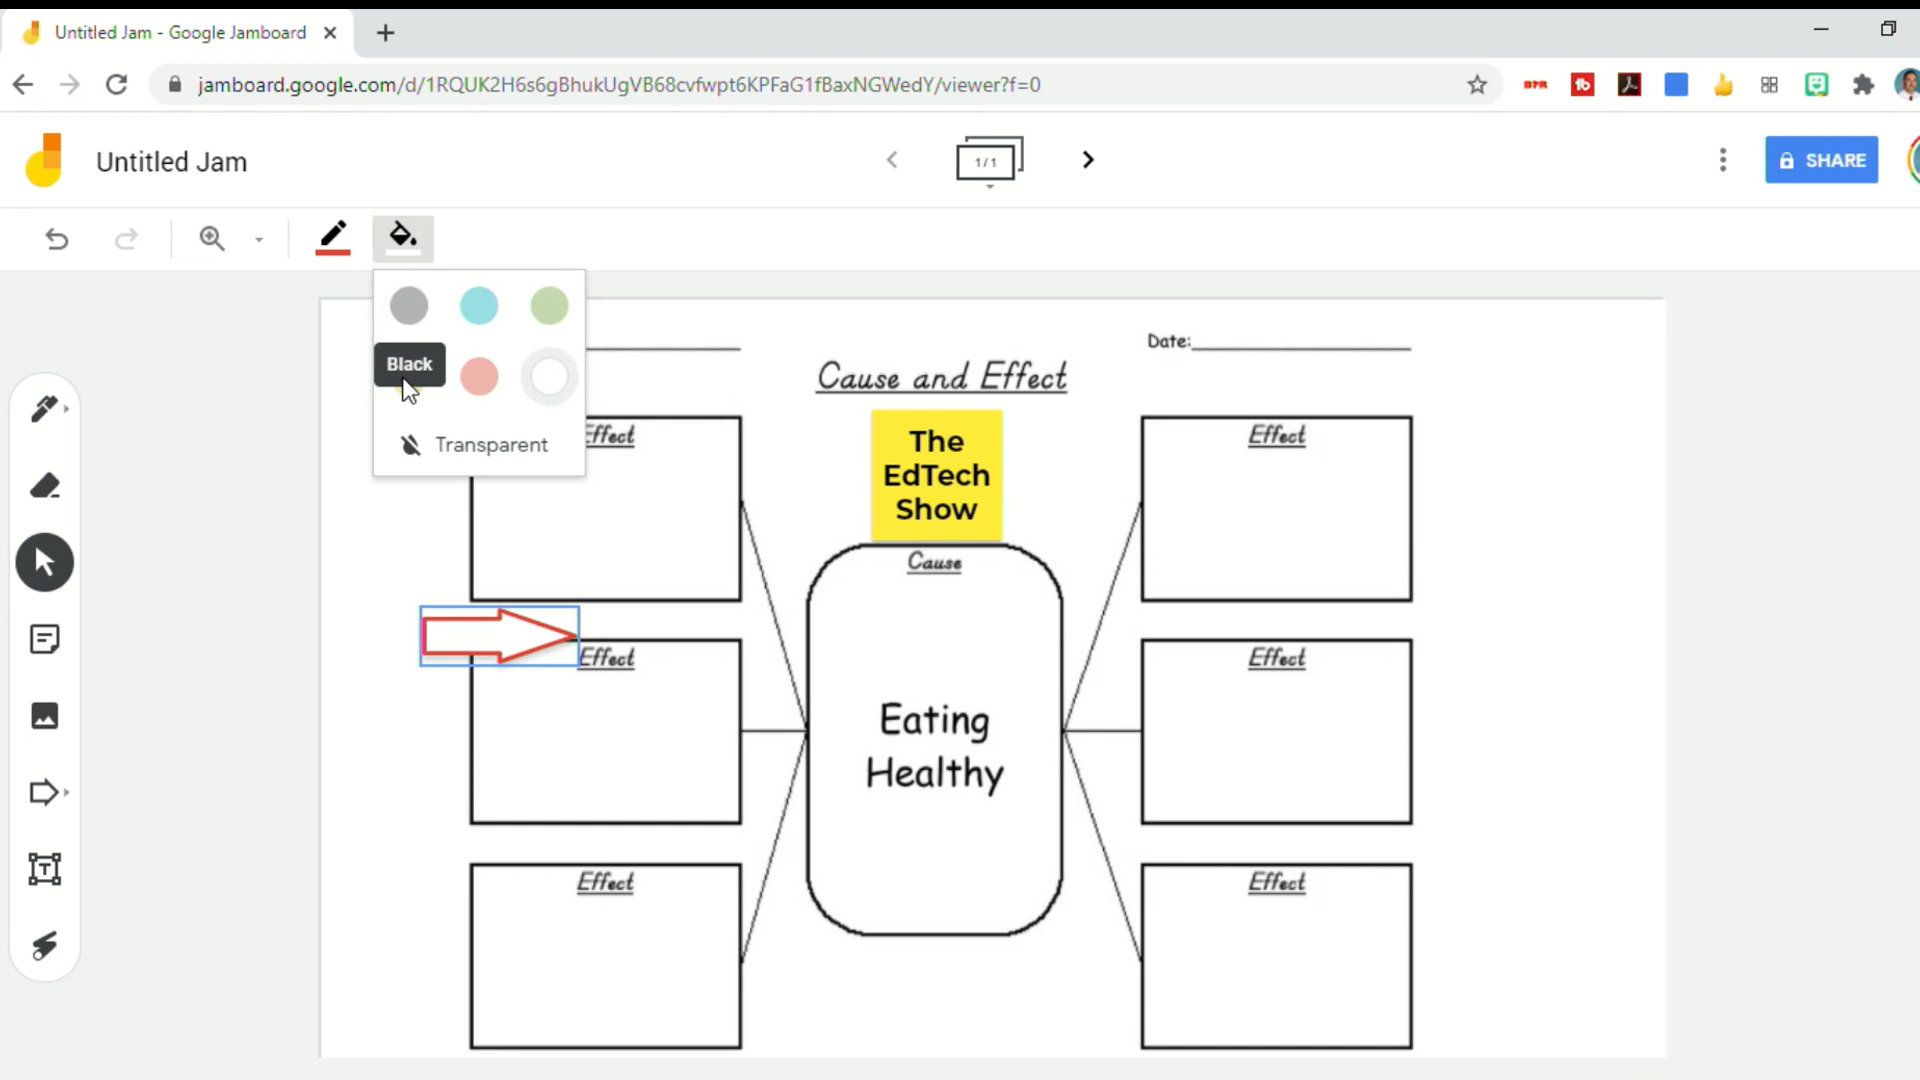 Untitled Jam - Google Jamboard
jamboard.google.com/d/1RQUK2H6s6gBhukUgVB68cvfwpt6KPFaG1fBaxNGWedY/viewer?f=0
BFR
Untitled Jam
1/1
SHARE
Black
Transparent
Date:
Cause and Effect
The
EdTech
Show
Effect
Effect
Cause
Effect
Effect
Eating
Healthy
Effect
Effect